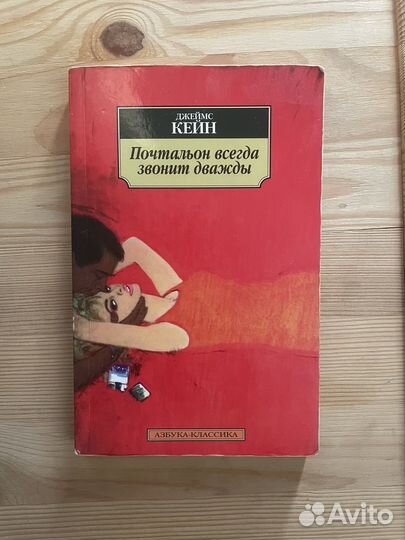 ДЖЕЙМС
КЕЙН
Почтальон всегда
звонит дважды
АЗБУКА-КЛАССИКА
Avito